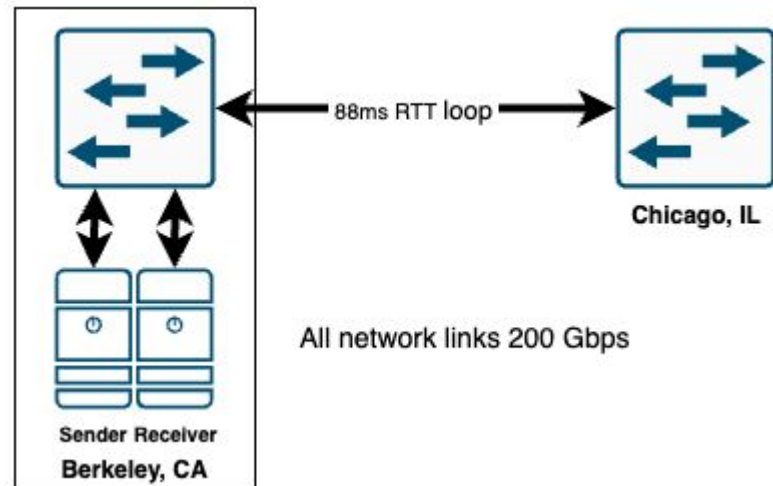 88ms RTT loop
Chicago, IL
All network links 200 Gbps
Sender Receiver
Berkeley, CA